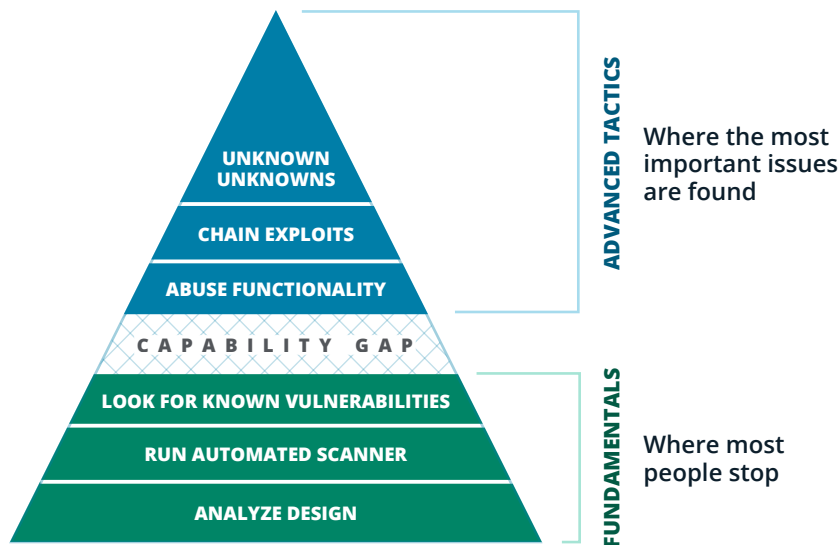 UNKNOWN
UNKNOWNS
CHAIN EXPLOITS
ABUSE FUNCTIONALITY
CAPABILITY GAP
LOOK FOR KNOWN VULNERABILITIES
RUN AUTOMATED SCANNER
ANALYZE DESIGN
ADVANCED TACTICS
Where the most
important issues
are found
FUNDAMENTALS
Where most
people stop